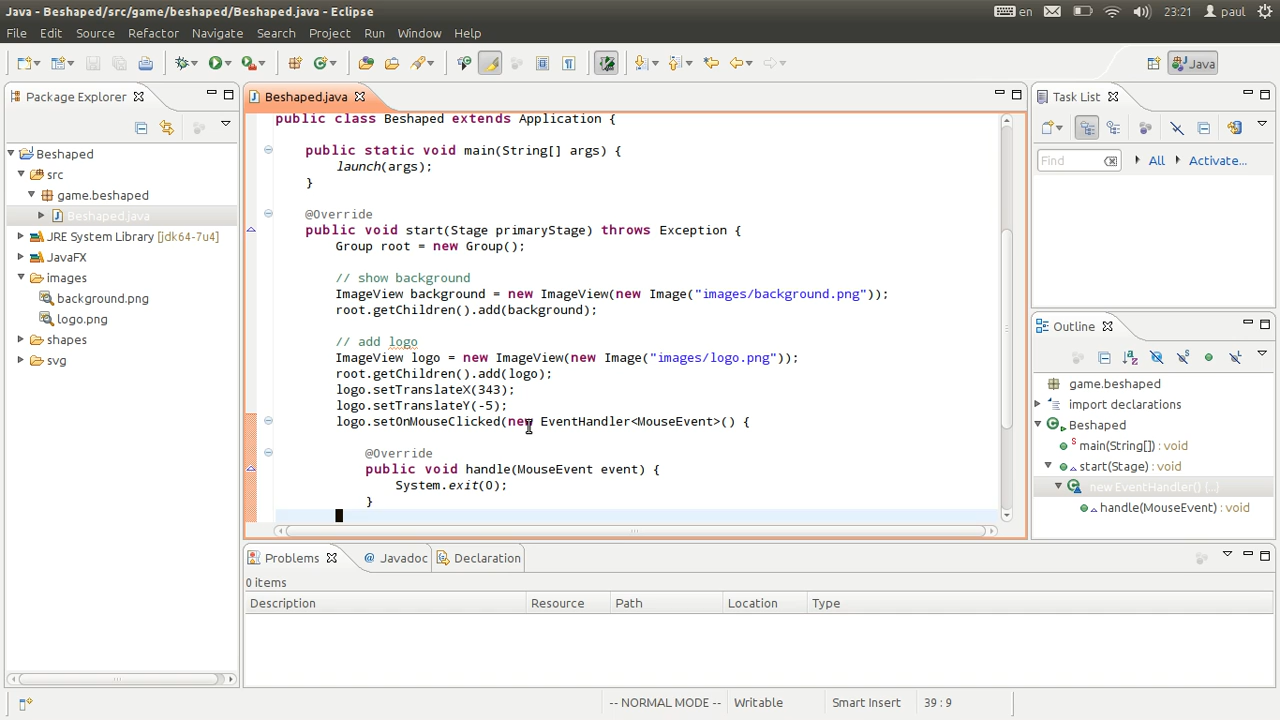 Java - Beshaped/src/game/beshaped/Beshaped.java - Eclipse
en
23:21
paul
File Edit Source Refactor Navigate Search Project Run Window Help
Java
Package Explorer
Beshaped
src
game.beshaped
Beshaped.java
JRE System Library [jdk64-7u4]
JavaFX
images
background.png
logo.png
shapes
svg
Beshaped.java
public class Beshaped extends Application {
public static void main(String[] args) {
launch(args);
}
@Override
public void start(Stage primaryStage) throws Exception {
Group root = new Group();
// show background
ImageView background = new ImageView(new Image("images/background.png"));
root.getChildren().add(background);
// add logo
ImageView logo = new ImageView(new Image("images/logo.png"));
root.getChildren().add(logo);
logo.setTranslateX(343);
logo.setTranslateY(-5);
logo.setOnMouseClicked(new EventHandler<MouseEvent>() {
@Override
public void handle(MouseEvent event) {
System.exit(0);
}
Task List
Find
All
Activate...
Outline
game.beshaped
import declarations
Beshaped
main(String[]) : void
start(Stage) : void
new EventHandler() {...}
handle(MouseEvent) : void
Problems
Javadoc
Declaration
0 items
Description Resource Path Location Type
-- NORMAL MODE -- Writable Smart Insert 39 : 9